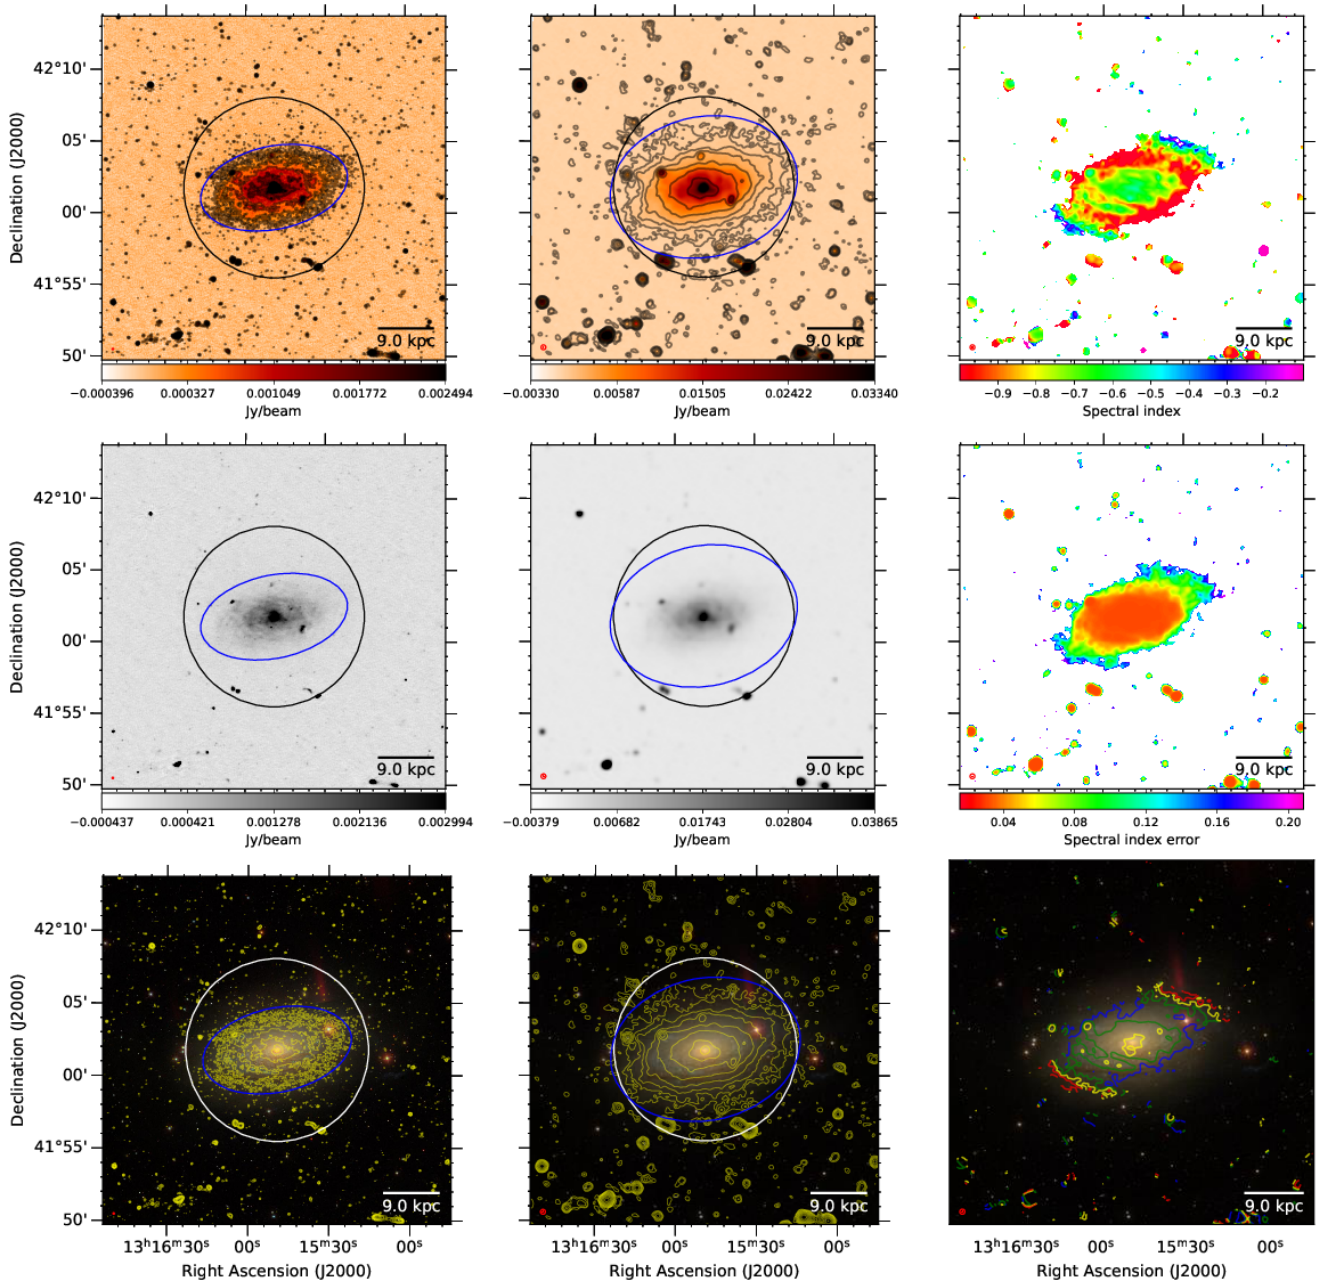 42°10'
05'
00'
41°55'
50'
Declination (J2000)
9.0 kpc
9.0 kpc
9.0 kpc
−0.000396 0.000327 0.001049 0.001772 0.002494
Jy/beam
−0.00330 0.00587 0.01505 0.02422 0.03340
Jy/beam
−0.9 −0.8 −0.7 −0.6 −0.5 −0.4 −0.3 −0.2
Spectral index
42°10'
05'
00'
41°55'
50'
Declination (J2000)
9.0 kpc
9.0 kpc
9.0 kpc
−0.000437 0.000421 0.001278 0.002136 0.002994
Jy/beam
−0.00379 0.00682 0.01743 0.02804 0.03865
Jy/beam
0.04 0.08 0.12 0.16 0.20
Spectral index error
42°10'
05'
00'
41°55'
50'
Declination (J2000)
9.0 kpc
9.0 kpc
9.0 kpc
13ʰ16ᵐ30ˢ 00ˢ 15ᵐ30ˢ 00ˢ
Right Ascension (J2000)
13ʰ16ᵐ30ˢ 00ˢ 15ᵐ30ˢ 00ˢ
Right Ascension (J2000)
13ʰ16ᵐ30ˢ 00ˢ 15ᵐ30ˢ 00ˢ
Right Ascension (J2000)